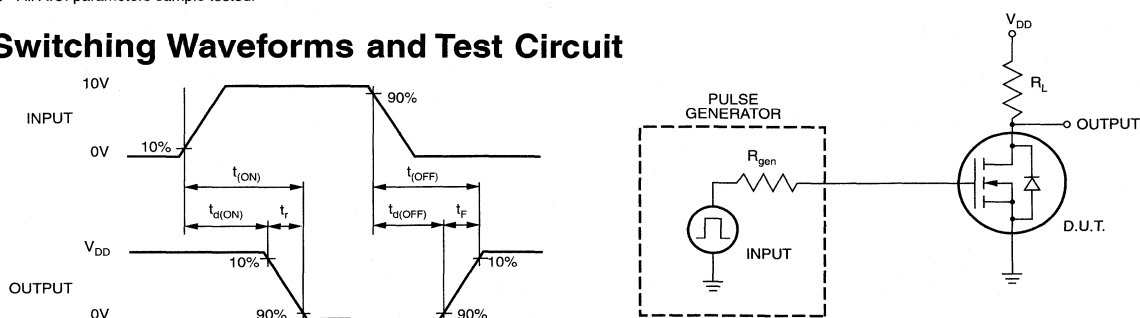 Switching Waveforms and Test Circuit
10V
INPUT
0V
10%
90%
t(ON)
t(OFF)
td(ON)
tr
td(OFF)
tF
VDD
10%
10%
OUTPUT
0V
90%
90%
PULSE
GENERATOR
Rgen
INPUT
VDD
RL
OUTPUT
D.U.T.